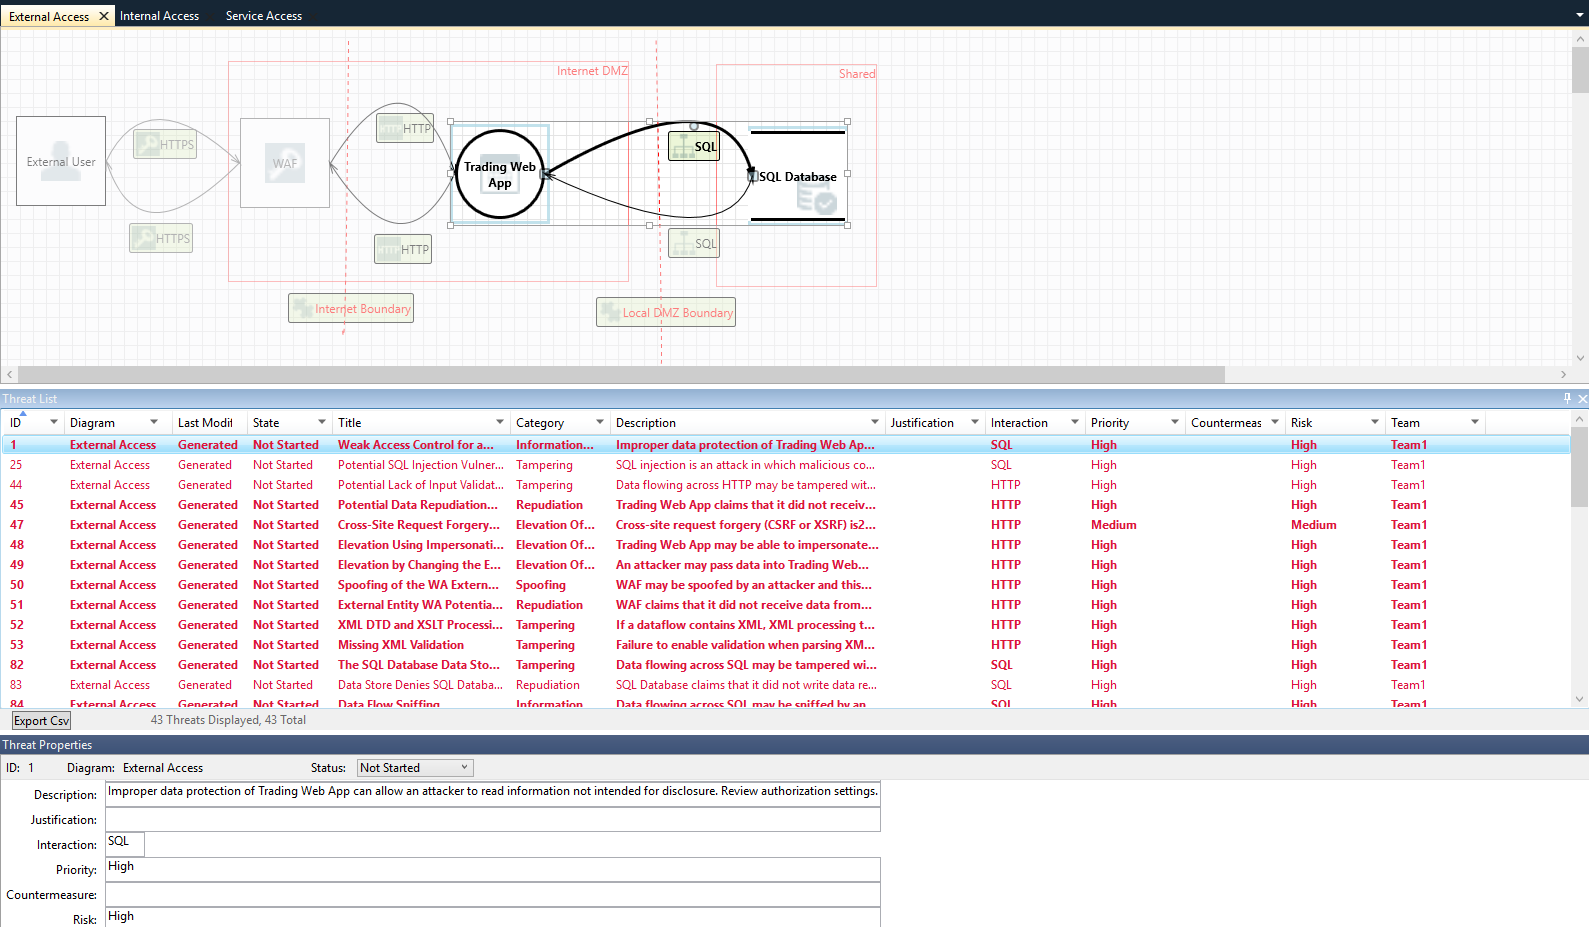 External Access Internal Access Service Access
Internet DMZ
Shared
HTTP
HTTPS
SQL
External User
WAF
Trading Web
App
SQL Database
HTTPS
HTTP
SQL
Internet Boundary
Local DMZ Boundary
Threat List
ID Diagram Last Modif State Title Category Description Justification Interaction Priority Countermeas Risk Team
1 External Access Generated Not Started Weak Access Control for a... Information... Improper data protection of Trading Web Ap... SQL High High Team1
25 External Access Generated Not Started Potential SQL Injection Vulner... Tampering SQL injection is an attack in which malicious co... SQL High High Team1
44 External Access Generated Not Started Potential Lack of Input Validat... Tampering Data flowing across HTTP may be tampered wit... HTTP High High Team1
45 External Access Generated Not Started Potential Data Repudiation... Repudiation Trading Web App claims that it did not receiv... HTTP High High Team1
47 External Access Generated Not Started Cross-Site Request Forgery... Elevation Of... Cross-site request forgery (CSRF or XSRF) is2... HTTP Medium Medium Team1
48 External Access Generated Not Started Elevation Using Impersonati... Elevation Of... Trading Web App may be able to impersonate... HTTP High High Team1
49 External Access Generated Not Started Elevation by Changing the E... Elevation Of... An attacker may pass data into Trading Web... HTTP High High Team1
50 External Access Generated Not Started Spoofing of the WA Extern... Spoofing WAF may be spoofed by an attacker and this... HTTP High High Team1
51 External Access Generated Not Started External Entity WA Potentia... Repudiation WAF claims that it did not receive data from... HTTP High High Team1
52 External Access Generated Not Started XML DTD and XSLT Processi... Tampering If a dataflow contains XML, XML processing t... HTTP High High Team1
53 External Access Generated Not Started Missing XML Validation Tampering Failure to enable validation when parsing XM... HTTP High High Team1
82 External Access Generated Not Started The SQL Database Data Sto... Tampering Data flowing across SQL may be tampered wi... SQL High High Team1
83 External Access Generated Not Started Data Store Denies SQL Databa... Repudiation SQL Database claims that it did not write data re... SQL High High Team1
84 External Access Generated Not Started Data Flow Sniffing Information Data flowing across SQL may be sniffed by an SQL High High Team1
Export Csv 43 Threats Displayed, 43 Total
Threat Properties
ID: 1 Diagram: External Access Status: Not Started
Description: Improper data protection of Trading Web App can allow an attacker to read information not intended for disclosure. Review authorization settings.
Justification:
Interaction: SQL
Priority: High
Countermeasure:
Risk: High